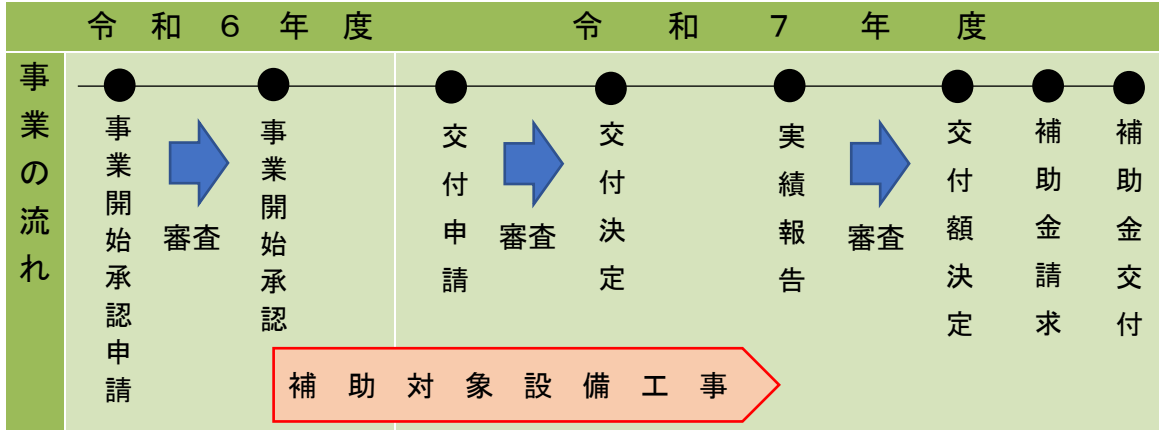 令和6年度
令和7年度
事業の流れ
事業開始承認申請
審査
事業開始承認
交付申請
審査
交付決定
実績報告
審査
交付額決定
補助金請求
補助金交付
補助対象設備工事